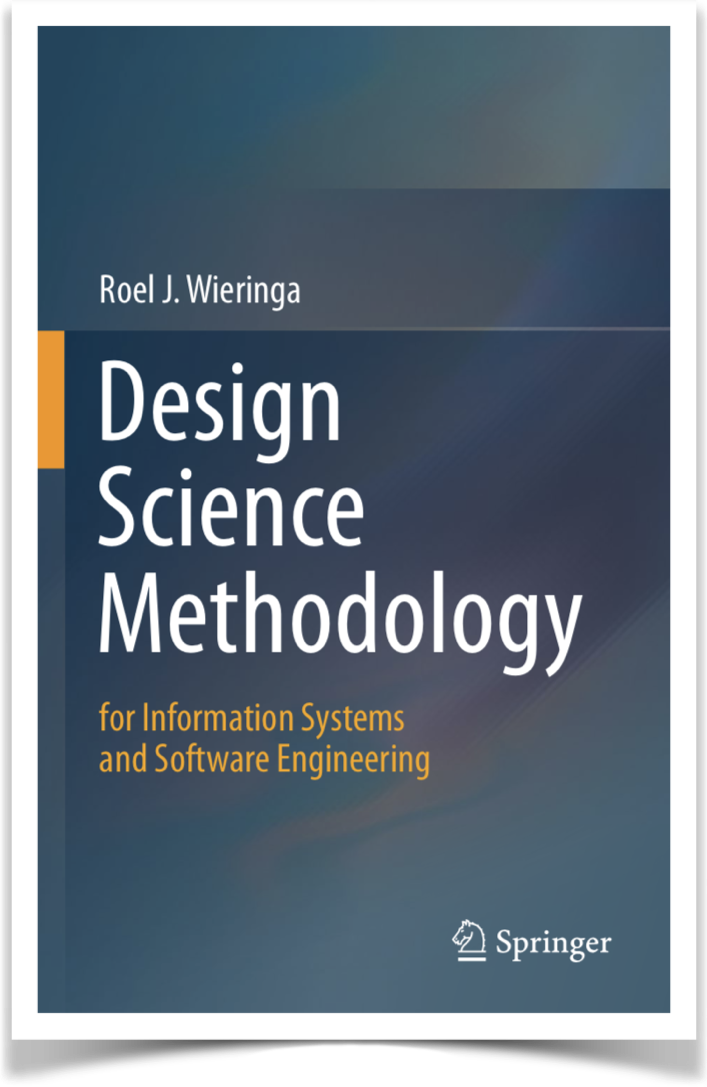 Roel J. Wieringa
Design
Science
Methodology
for Information Systems
and Software Engineering
Springer